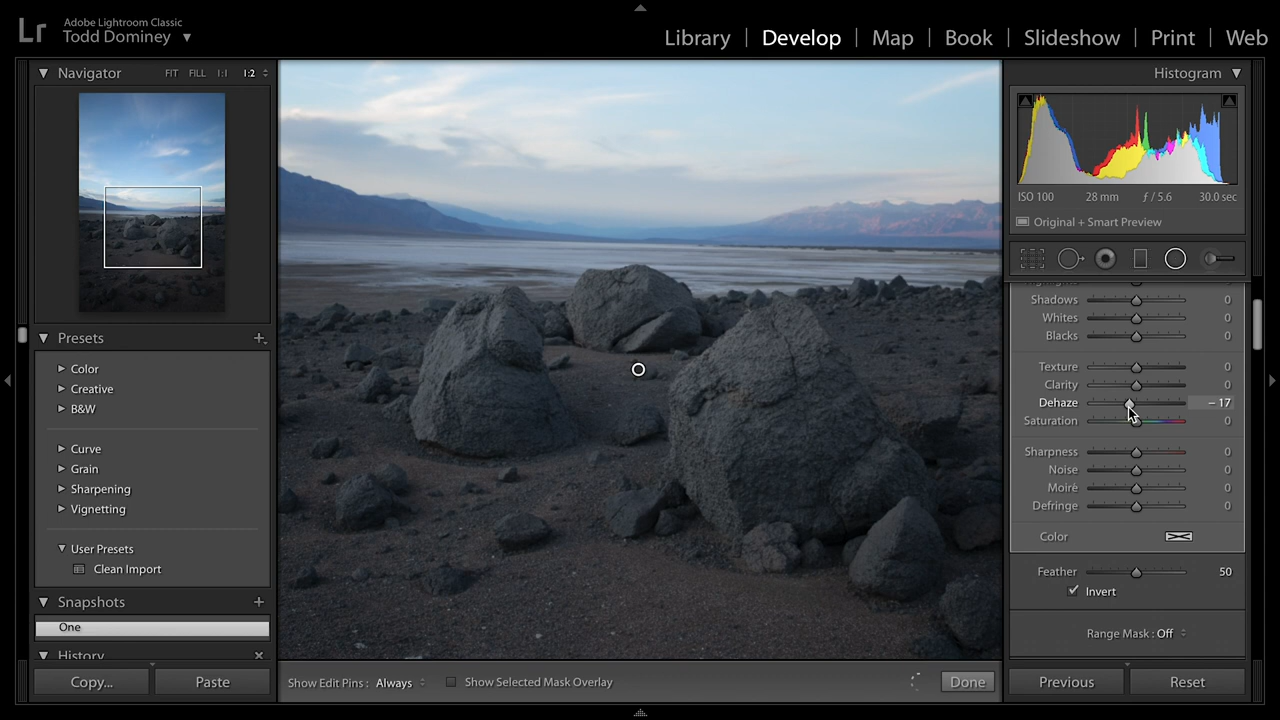 Lr
Adobe Lightroom Classic
Todd Dominey
Library | Develop | Map | Book | Slideshow | Print | Web
Navigator FIT FILL 1:1 1:2
Presets
Color
Creative
B&W
Curve
Grain
Sharpening
Vignetting
User Presets
Clean Import
Snapshots
One
History
Copy... Paste
Show Edit Pins : Always Show Selected Mask Overlay Done
Histogram
ISO 100 28 mm ƒ / 5.6 30.0 sec
Original + Smart Preview
Highlights
Shadows 0
Whites 0
Blacks 0
Texture 0
Clarity 0
Dehaze – 17
Saturation 0
Sharpness 0
Noise 0
Moiré 0
Defringe 0
Color
Feather 50
Invert
Range Mask : Off
Previous Reset